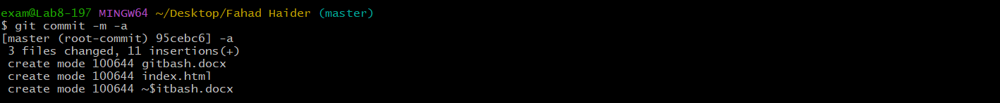 exam@Lab8-197 MINGW64 ~/Desktop/Fahad Haider (master)
$ git commit -m -a
[master (root-commit) 95cebc6] -a
 3 files changed, 11 insertions(+)
 create mode 100644 gitbash.docx
 create mode 100644 index.html
 create mode 100644 ~$itbash.docx